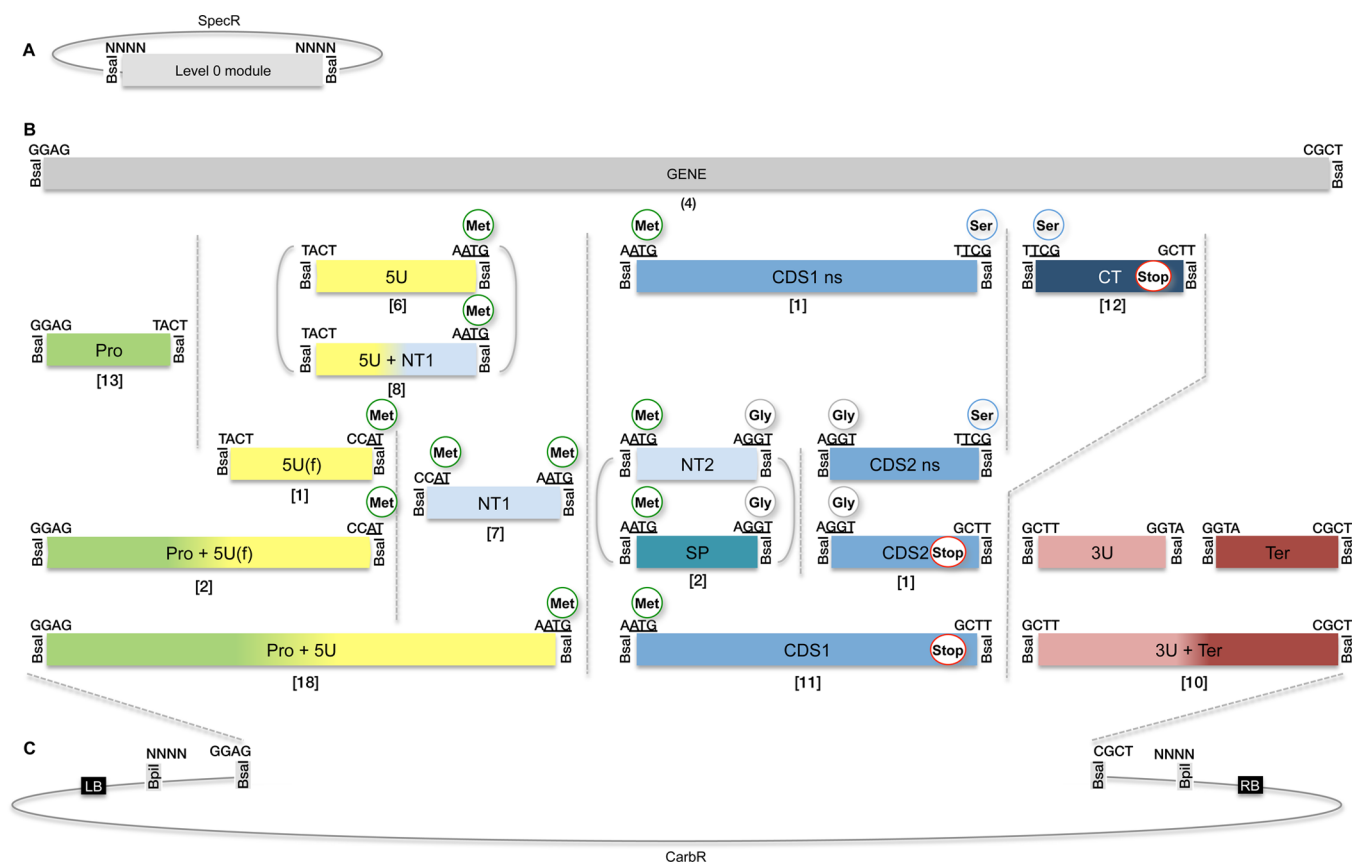 SpecR
A
NNNN NNNN
BsaI Level 0 module BsaI
B
GGAG CGCT
BsaI GENE BsaI
(4)
Met Met Ser Ser
TACT AATG AATG TTCG TTCG GCTT
BsaI 5U BsaI BsaI CDS1 ns BsaI BsaI CT Stop BsaI
[6] [1] [12]
Met
GGAG TACT TACT AATG
BsaI Pro BsaI BsaI 5U + NT1 BsaI
[13] [8]
Met Met Gly Gly Ser
TACT CCAT AATG AGGT AGGT TTCG
BsaI 5U(f) BsaI BsaI NT2 BsaI BsaI CDS2 ns BsaI
[1]
Met Met
CCAT AATG
BsaI NT1 BsaI
[7]
Met Met Gly Gly
GGAG CCAT AATG AGGT AGGT GCTT GCTT GGTA GGTA CGCT
BsaI Pro + 5U(f) BsaI BsaI SP BsaI BsaI CDS2 Stop BsaI BsaI 3U BsaI BsaI Ter BsaI
[2] [2] [1]
Met Met
GGAG AATG AATG GCTT GCTT CGCT
BsaI Pro + 5U BsaI BsaI CDS1 Stop BsaI BsaI 3U + Ter BsaI
[18] [11] [10]
C
NNNN GGAG CGCT NNNN
LB BpiI BsaI BsaI BpiI RB
CarbR